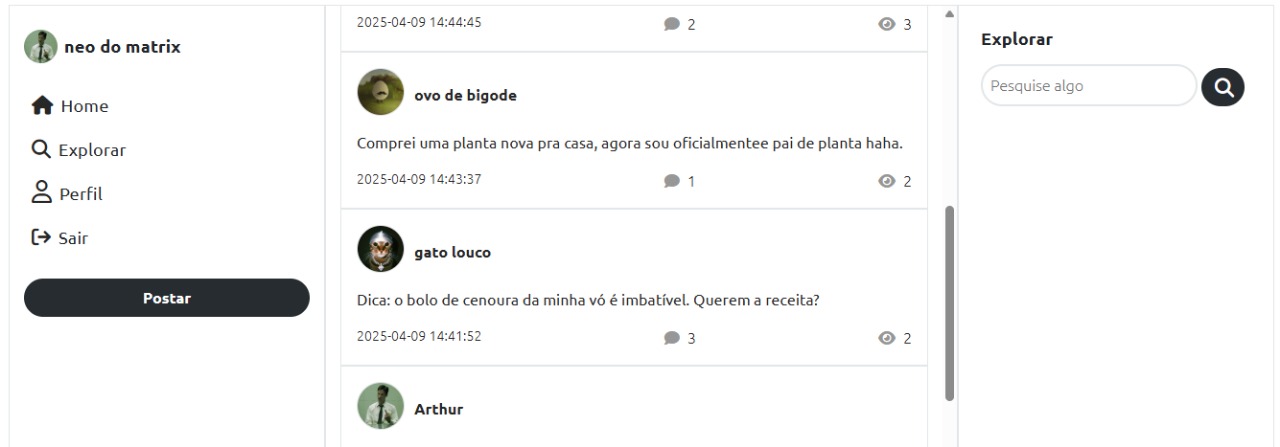 neo do matrix
Home
Explorar
Perfil
Sair
Postar
2025-04-09 14:44:45 2 3
ovo de bigode
Comprei uma planta nova pra casa, agora sou oficialmentee pai de planta haha.
2025-04-09 14:43:37 1 2
gato louco
Dica: o bolo de cenoura da minha vó é imbatível. Querem a receita?
2025-04-09 14:41:52 3 2
Arthur
Explorar
Pesquise algo